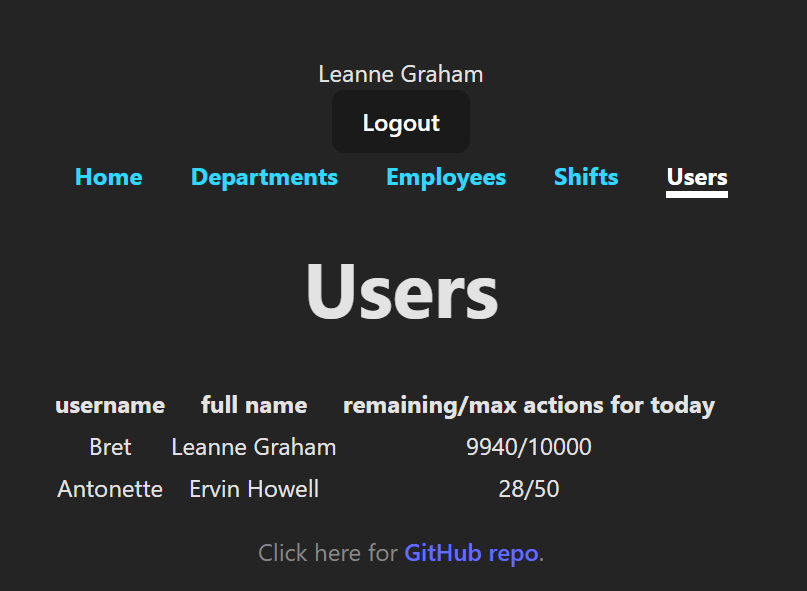 Leanne Graham
Logout
Home Departments Employees Shifts Users
Users
username full name remaining/max actions for today
Bret Leanne Graham 9940/10000
Antonette Ervin Howell 28/50
Click here for GitHub repo.